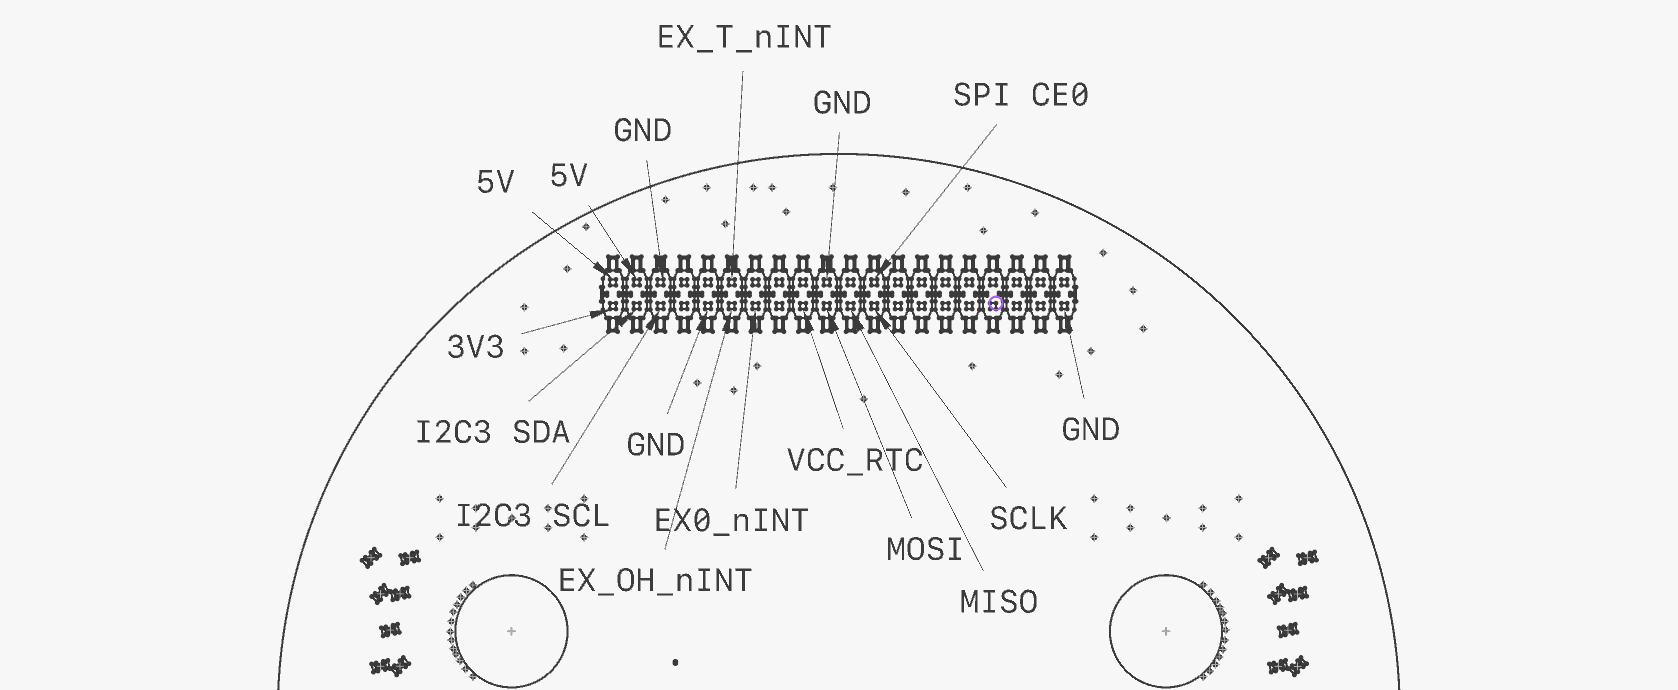 EX_T_nINT
SPI CE0
GND
GND
5V
5V
3V3
GND
I2C3 SDA
GND
VCC_RTC
I2C3 SCL
EX0_nINT
SCLK
MOSI
EX_OH_nINT
MISO